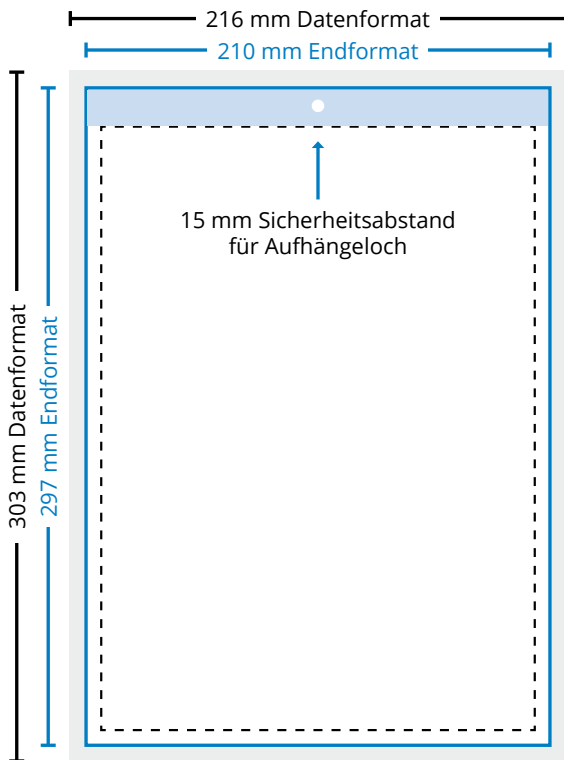 216 mm Datenformat
210 mm Endformat
15 mm Sicherheitsabstand
für Aufhängeloch
303 mm Datenformat
297 mm Endformat